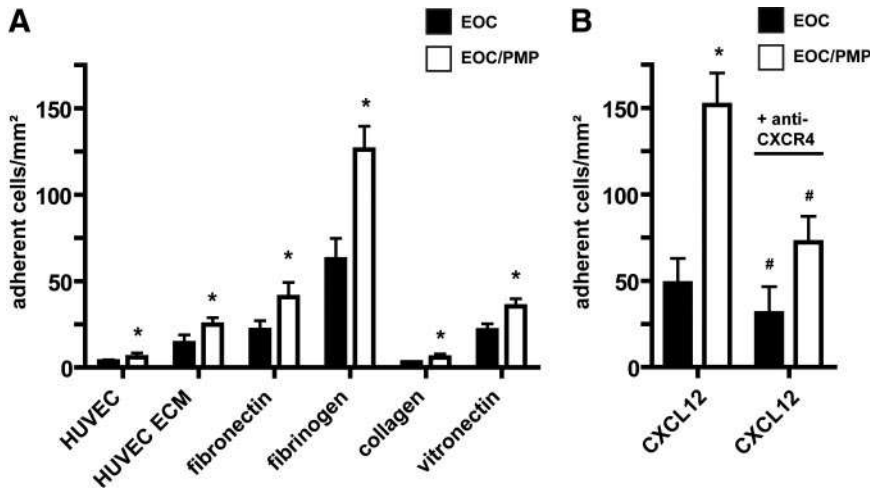 A
EOC
EOC/PMP
adherent cells/mm²
150
100
50
0
*
*
*
*
*
*
HUVEC
HUVEC ECM
fibronectin
fibrinogen
collagen
vitronectin
B
EOC
EOC/PMP
adherent cells/mm²
150
100
50
0
*
+ anti-
CXCR4
#
#
CXCL12
CXCL12